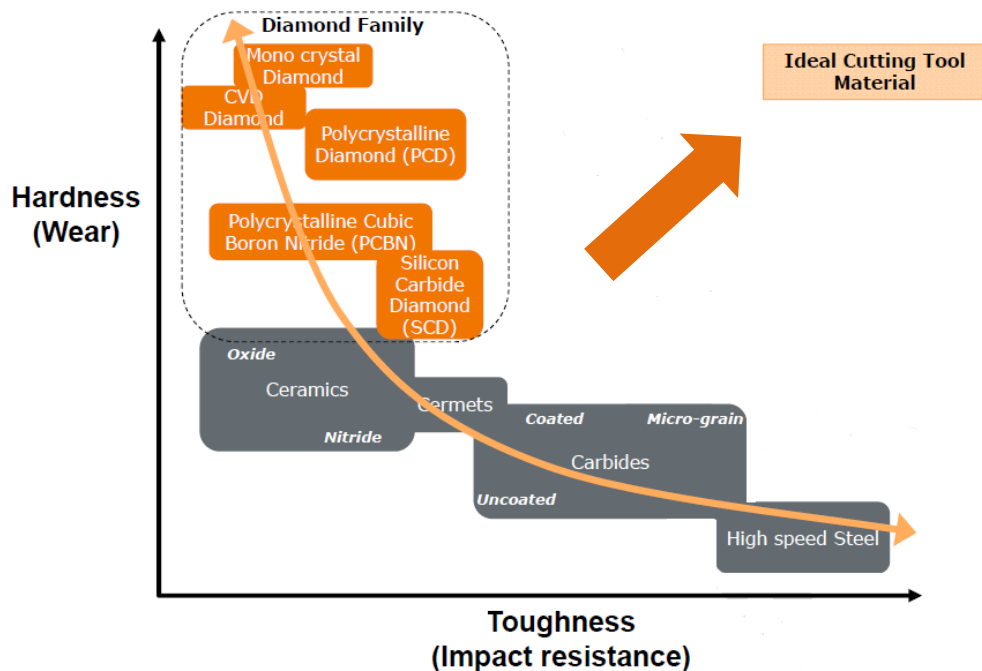 Diamond Family
Mono crystal
Diamond
CVD
Diamond
Polycrystalline
Diamond (PCD)
Ideal Cutting Tool
Material
Hardness
(Wear)
Polycrystalline Cubic
Boron Nitride (PCBN)
Silicon
Carbide
Diamond
(SCD)
Oxide
Ceramics
Nitride
Cermets
Coated
Micro-grain
Carbides
Uncoated
High speed Steel
Toughness
(Impact resistance)